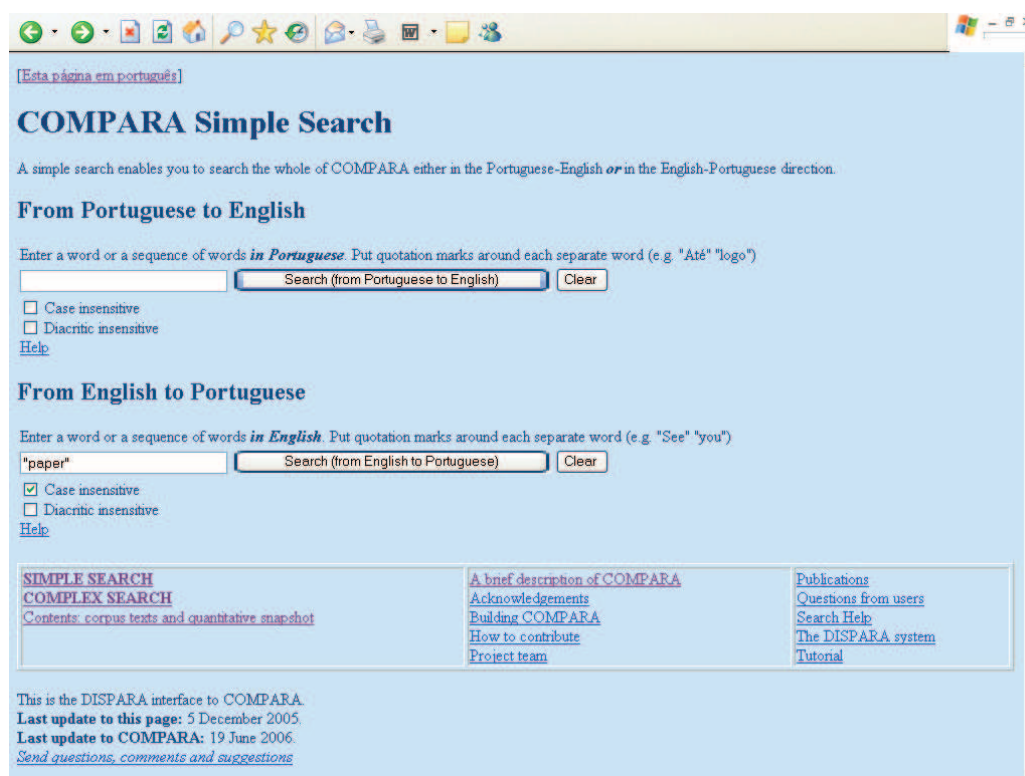 [Esta página em português]
COMPARA Simple Search
A simple search enables you to search the whole of COMPARA either in the Portuguese-English or in the English-Portuguese direction.
From Portuguese to English
Enter a word or a sequence of words in Portuguese. Put quotation marks around each separate word (e.g. "Até" "logo")
Search (from Portuguese to English) Clear
Case insensitive
Diacritic insensitive
Help
From English to Portuguese
Enter a word or a sequence of words in English. Put quotation marks around each separate word (e.g. "See" "you")
"paper" Search (from English to Portuguese) Clear
Case insensitive
Diacritic insensitive
Help
SIMPLE SEARCH
COMPLEX SEARCH
Contents: corpus texts and quantitative snapshot
A brief description of COMPARA
Acknowledgements
Building COMPARA
How to contribute
Project team
Publications
Questions from users
Search Help
The DISPARA system
Tutorial
This is the DISPARA interface to COMPARA.
Last update to this page: 5 December 2005.
Last update to COMPARA: 19 June 2006.
Send questions, comments and suggestions